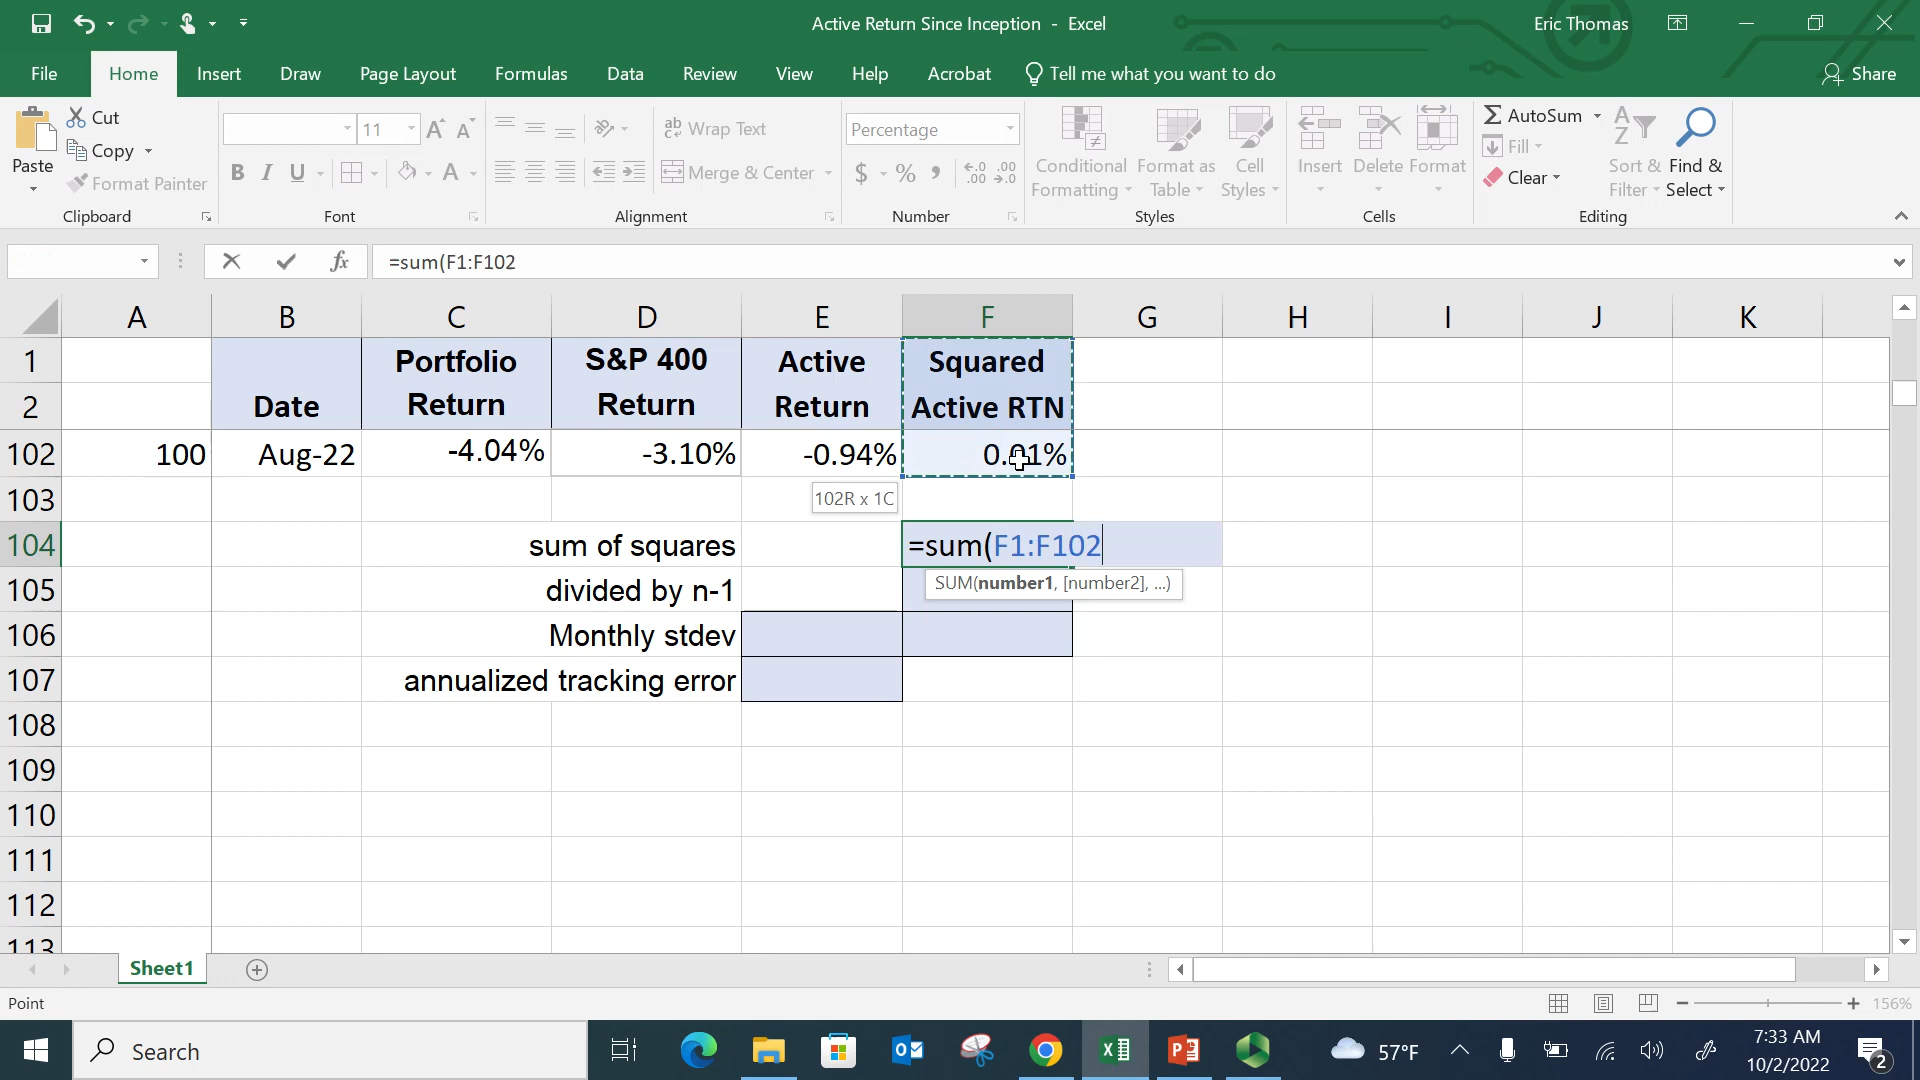 Active Return Since Inception - Excel
Eric Thomas
File Home Insert Draw Page Layout Formulas Data Review View Help Acrobat Tell me what you want to do Share
Paste
Cut
Copy
Format Painter
Clipboard
11
B I U
Font
ab Wrap Text
Merge & Center
Alignment
Percentage
$ % ,
Number
Conditional Formatting
Format as Table
Cell Styles
Styles
Insert Delete Format
Cells
AutoSum
Fill
Clear
Sort & Filter
Find & Select
Editing
fx =sum(F1:F102
A B C D E F G H I J K
1 Portfolio S&P 400 Active Squared
2 Date Return Return Return Active RTN
102 100 Aug-22 -4.04% -3.10% -0.94% 0.01%
103 102R x 1C
104 sum of squares =sum(F1:F102
SUM(number1, [number2], ...)
105 divided by n-1
106 Monthly stdev
107 annualized tracking error
108
109
110
111
112
113
Sheet1
Point
156%
Search
57°F
7:33 AM
10/2/2022
2